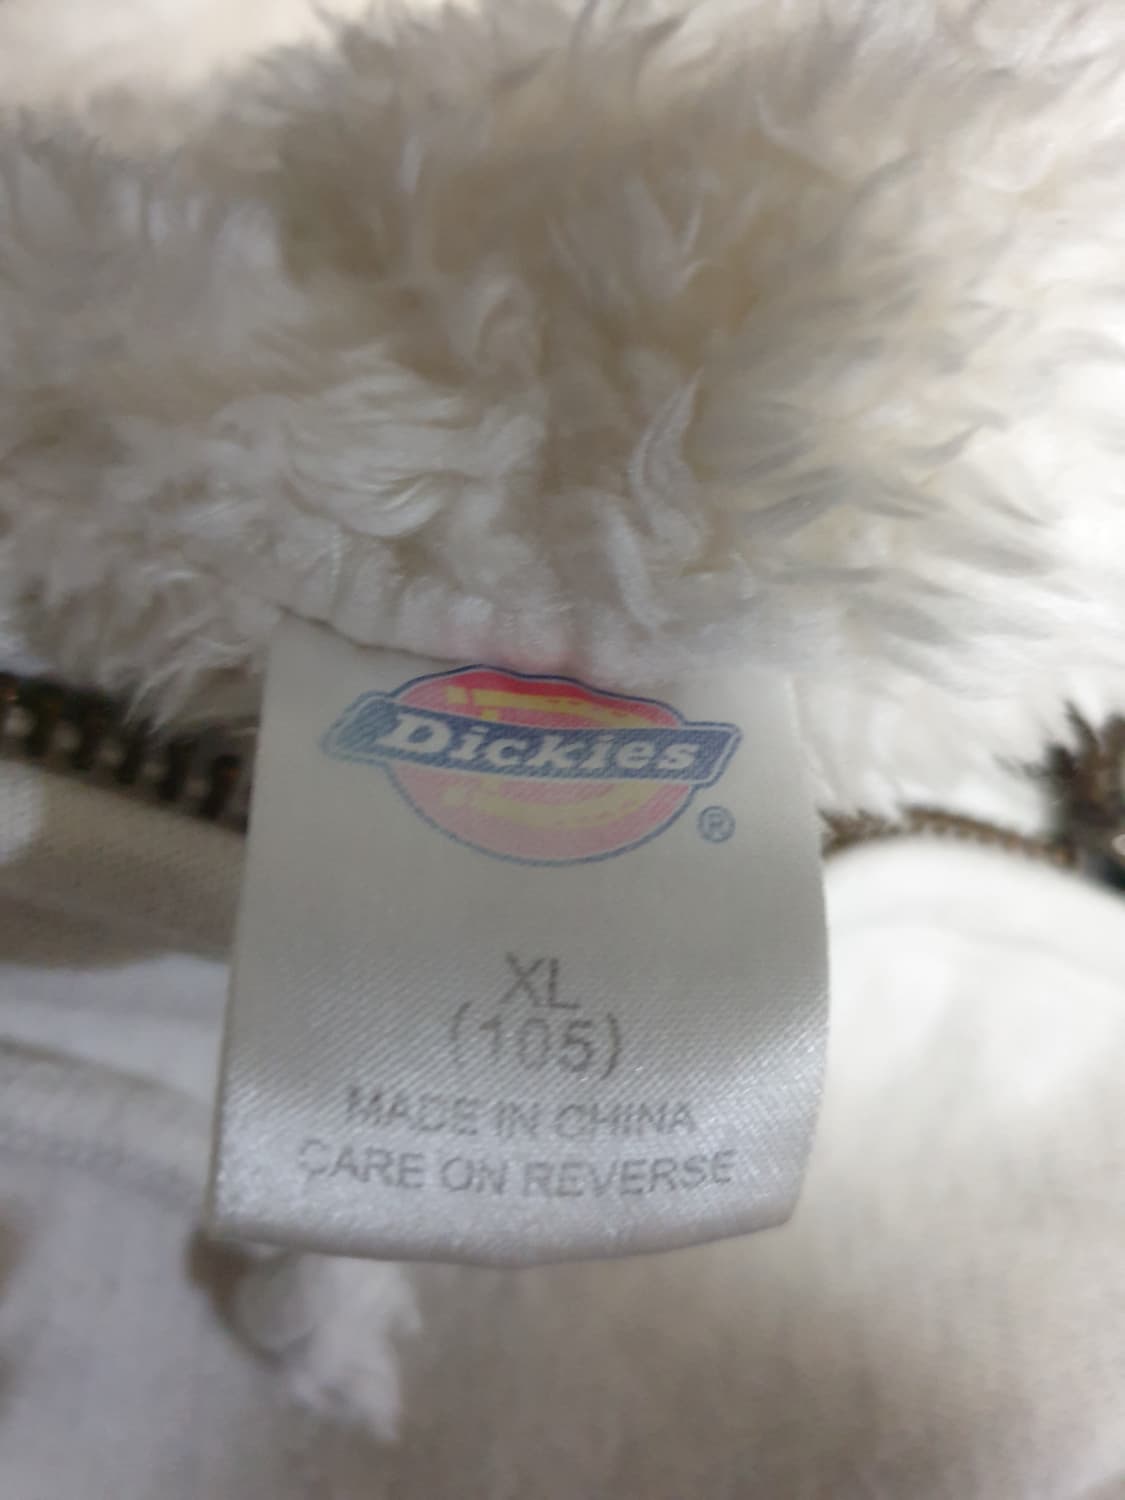 Dickies
®
XL
(105)
MADE IN CHINA
CARE ON REVERSE